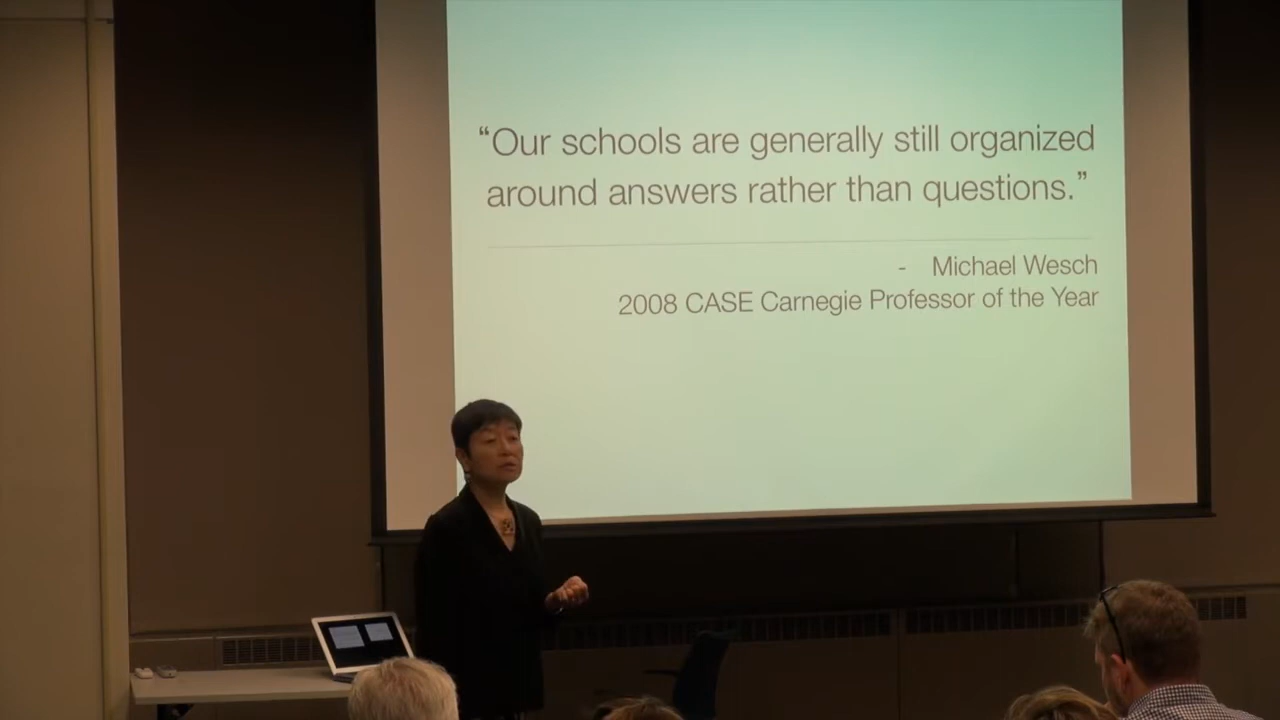 “Our schools are generally still organized
around answers rather than questions.”
- Michael Wesch
2008 CASE Carnegie Professor of the Year